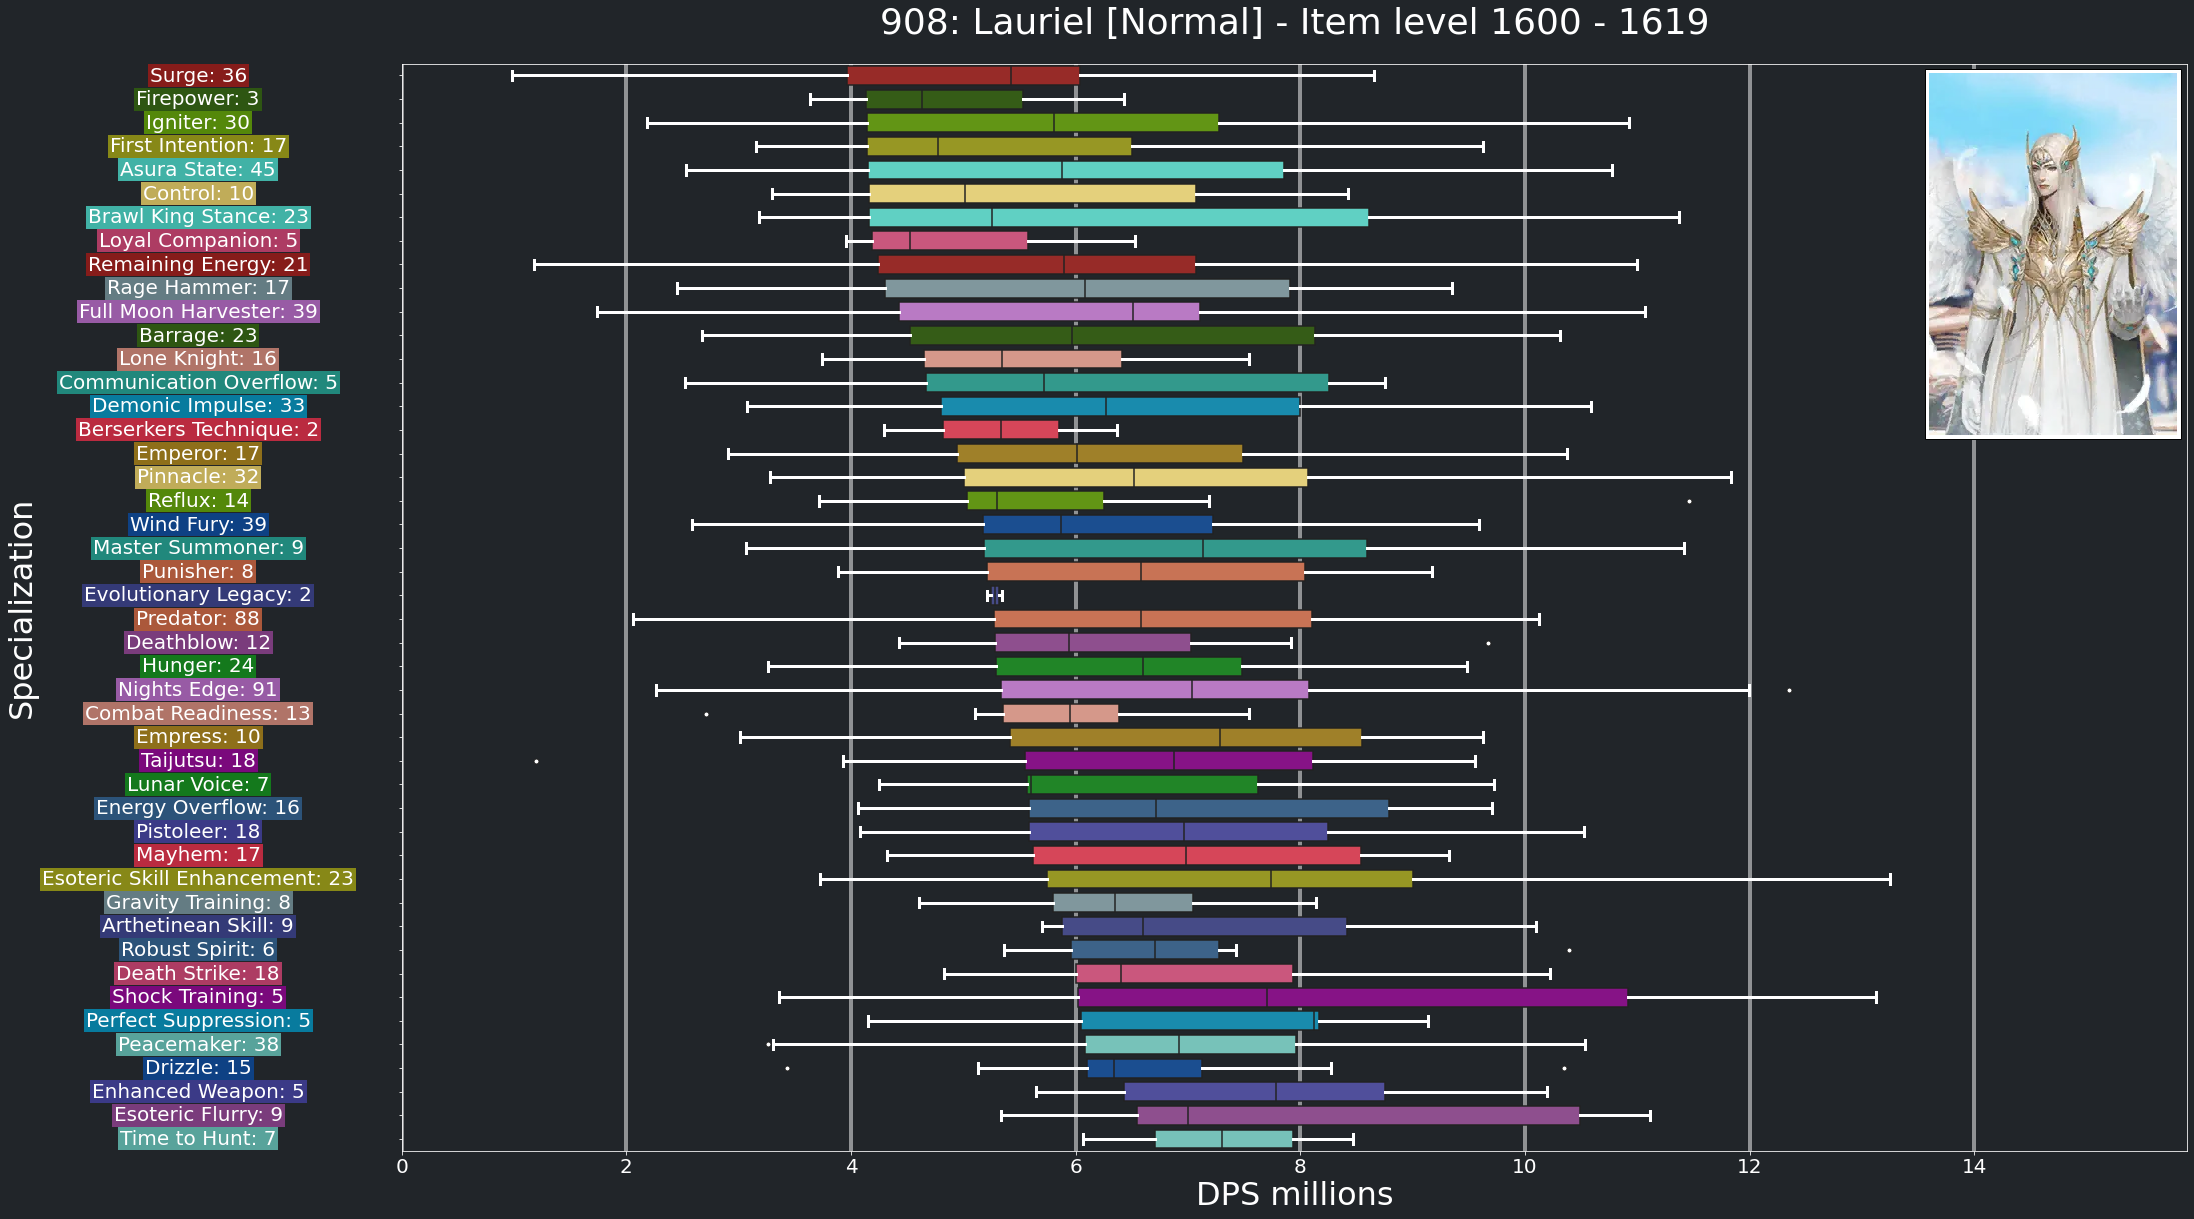 908: Lauriel [Normal] - Item level 1600 - 1619
Specialization
Surge: 36
Firepower: 3
Igniter: 30
First Intention: 17
Asura State: 45
Control: 10
Brawl King Stance: 23
Loyal Companion: 5
Remaining Energy: 21
Rage Hammer: 17
Full Moon Harvester: 39
Barrage: 23
Lone Knight: 16
Communication Overflow: 5
Demonic Impulse: 33
Berserkers Technique: 2
Emperor: 17
Pinnacle: 32
Reflux: 14
Wind Fury: 39
Master Summoner: 9
Punisher: 8
Evolutionary Legacy: 2
Predator: 88
Deathblow: 12
Hunger: 24
Nights Edge: 91
Combat Readiness: 13
Empress: 10
Taijutsu: 18
Lunar Voice: 7
Energy Overflow: 16
Pistoleer: 18
Mayhem: 17
Esoteric Skill Enhancement: 23
Gravity Training: 8
Arthetinean Skill: 9
Robust Spirit: 6
Death Strike: 18
Shock Training: 5
Perfect Suppression: 5
Peacemaker: 38
Drizzle: 15
Enhanced Weapon: 5
Esoteric Flurry: 9
Time to Hunt: 7
0 2 4 6 8 10 12 14
DPS millions